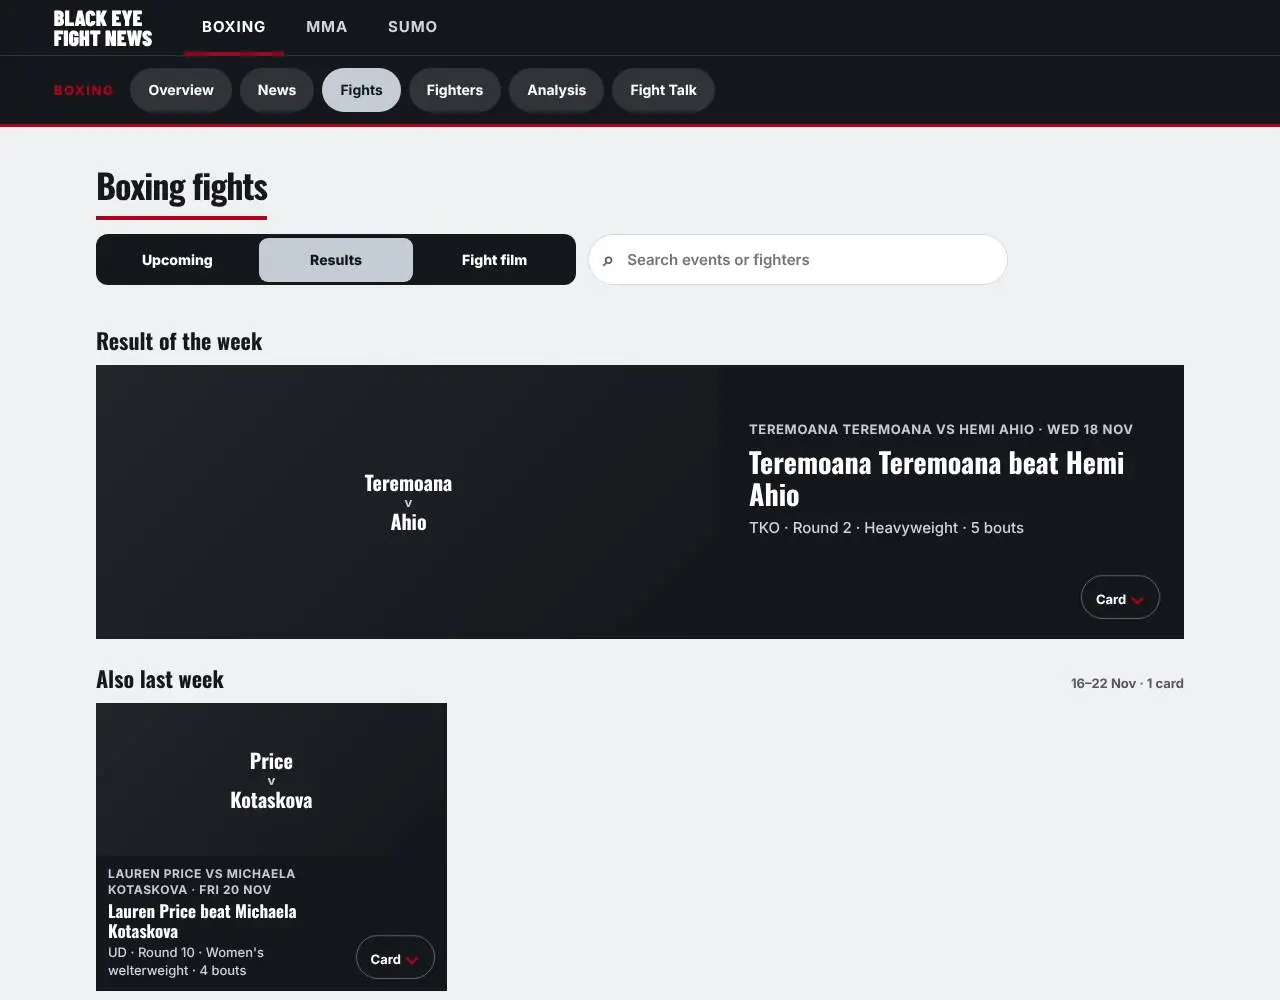 BLACK EYE
FIGHT NEWS
BOXING
MMA
SUMO
BOXING
Overview
News
Fights
Fighters
Analysis
Fight Talk
Boxing fights
Upcoming
Results
Fight film
Search events or fighters
Result of the week
Teremoana
v
Ahio
TEREMOANA TEREMOANA VS HEMI AHIO · WED 18 NOV
Teremoana Teremoana beat Hemi
Ahio
TKO · Round 2 · Heavyweight · 5 bouts
Card
Also last week
16–22 Nov · 1 card
Price
v
Kotaskova
LAUREN PRICE VS MICHAELA
KOTASKOVA · FRI 20 NOV
Lauren Price beat Michaela
Kotaskova
UD · Round 10 · Women's
welterweight · 4 bouts
Card